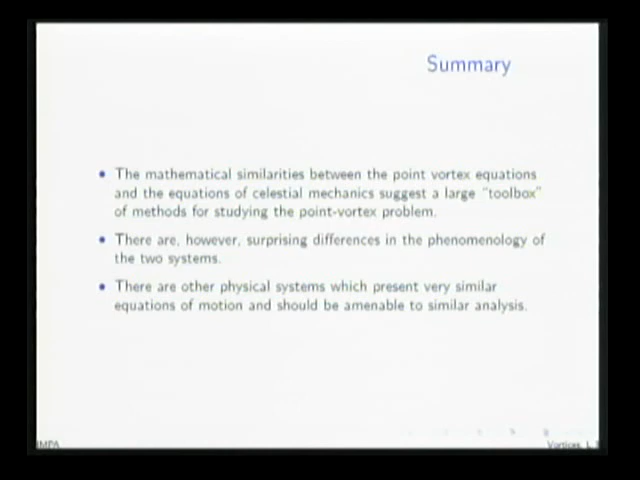 Summary
• The mathematical similarities between the point vortex equations
and the equations of celestial mechanics suggest a large "toolbox"
of methods for studying the point-vortex problem.
• There are, however, surprising differences in the phenomenology of
the two systems.
• There are other physical systems which present very similar
equations of motion and should be amenable to similar analysis.
IMPA
Vortices, L